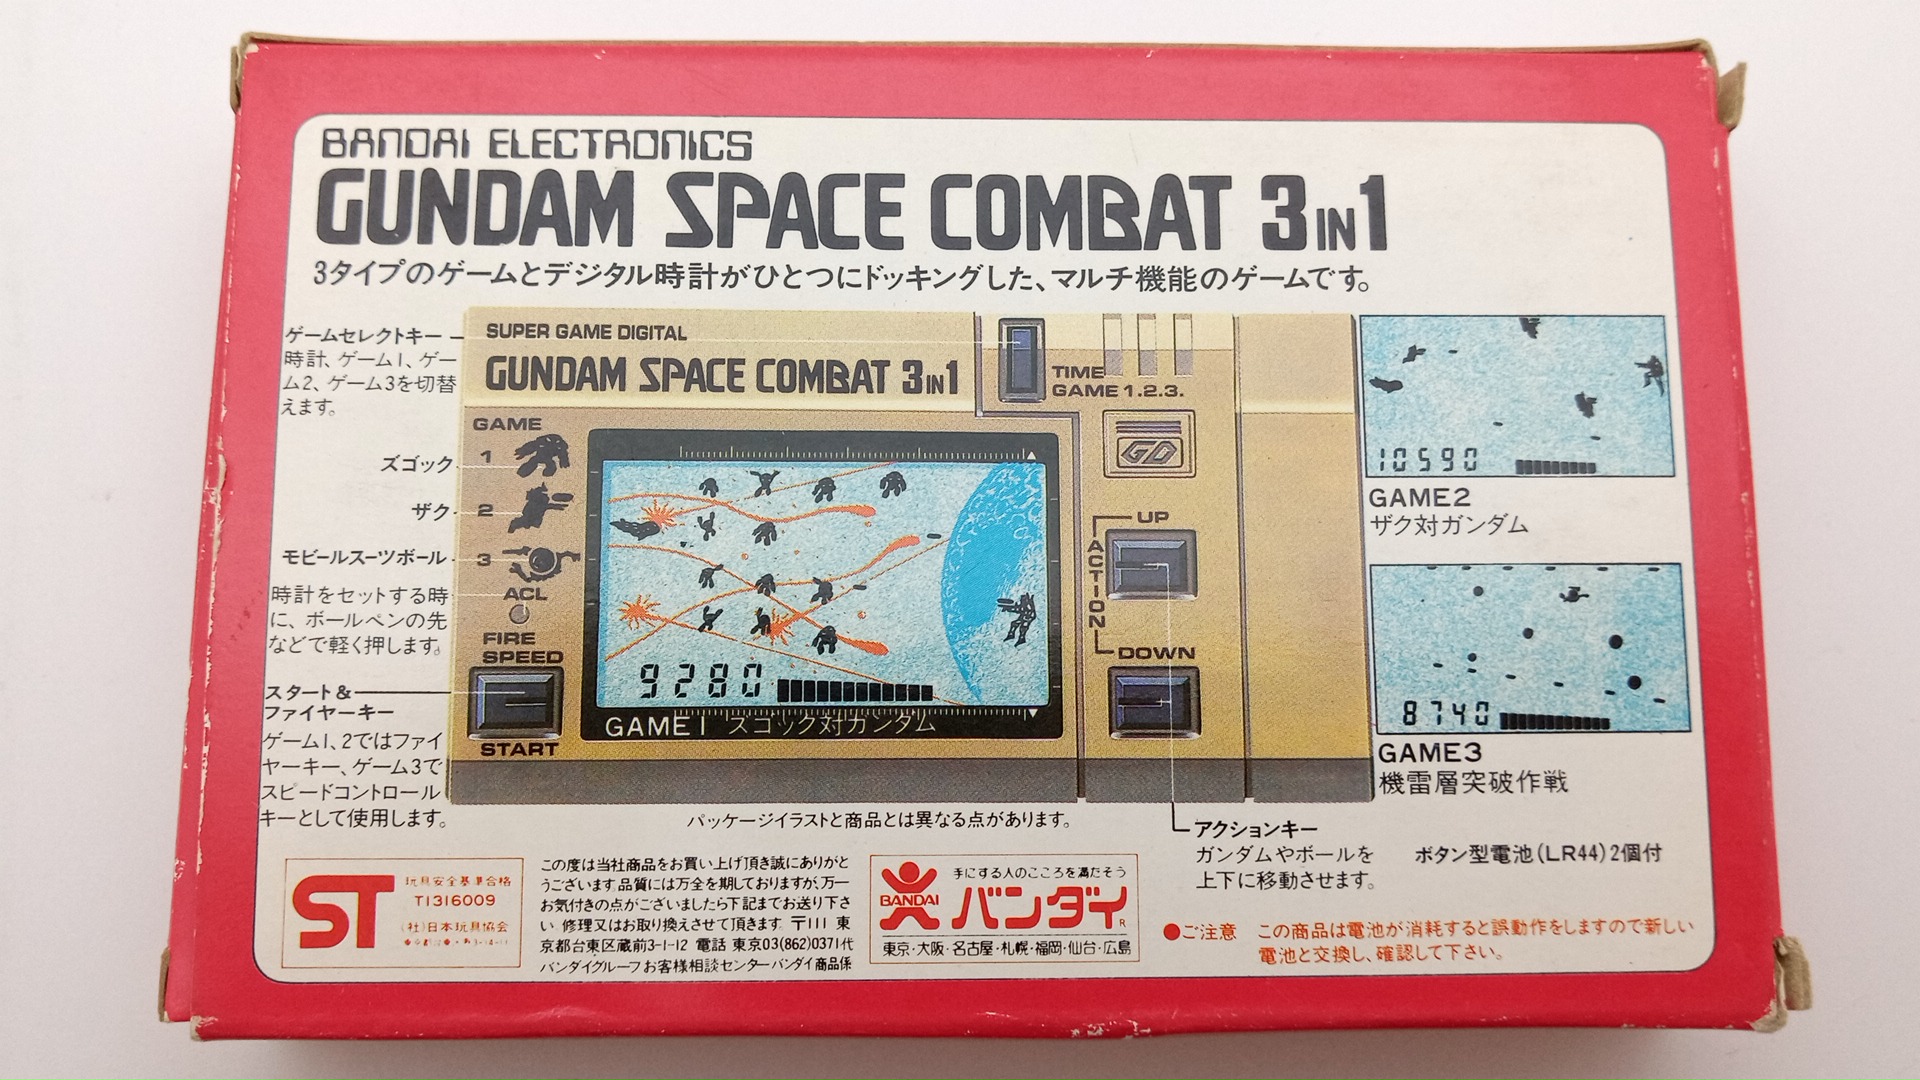 BANDAI ELECTRONICS
GUNDAM SPACE COMBAT 3 IN 1
3タイプのゲームとデジタル時計がひとつにドッキングした、マルチ機能のゲームです。
ゲームセレクトキー
時計、ゲーム1、ゲー
ム2、ゲーム3を切替
えます。
ズゴック
ザク
モビールスーツボール
時計をセットする時
に、ボールペンの先
などで軽く押します。
スタート&
ファイヤーキー
ゲーム1、2ではファイ
ヤーキー、ゲーム3で
スピードコントロール
キーとして使用します。
SUPER GAME DIGITAL
GUNDAM SPACE COMBAT 3 IN 1
TIME
GAME 1.2.3.
GD
GAME
1
2
3
ACL
FIRE
SPEED
START
9280
GAME1 ズゴック対ガンダム
UP
ACTION
DOWN
10590
GAME2
ザク対ガンダム
8740
GAME3
機雷層突破作戦
パッケージイラストと商品とは異なる点があります。
アクションキー
ガンダムやボールを
上下に移動させます。
ボタン型電池(LR44)2個付
ST
玩具安全基準合格
T1316009
(社)日本玩具協会
この度は当社商品をお買い上げ頂き誠にありがと
うございます。品質には万全を期しておりますが、万一
お気付きの点がございましたら下記までお送り下さ
い。修理又はお取り換えさせて頂きます。〒111 東
京都台東区蔵前3-1-12 電話 東京03(862)0371代
バンダイグループお客様相談センターバンダイ商品係
BANDAI
手にする人のこころを満たそう
バンダイR
東京・大阪・名古屋・札幌・福岡・仙台・広島
●ご注意 この商品は電池が消耗すると誤動作をしますので新しい
電池と交換し、確認して下さい。